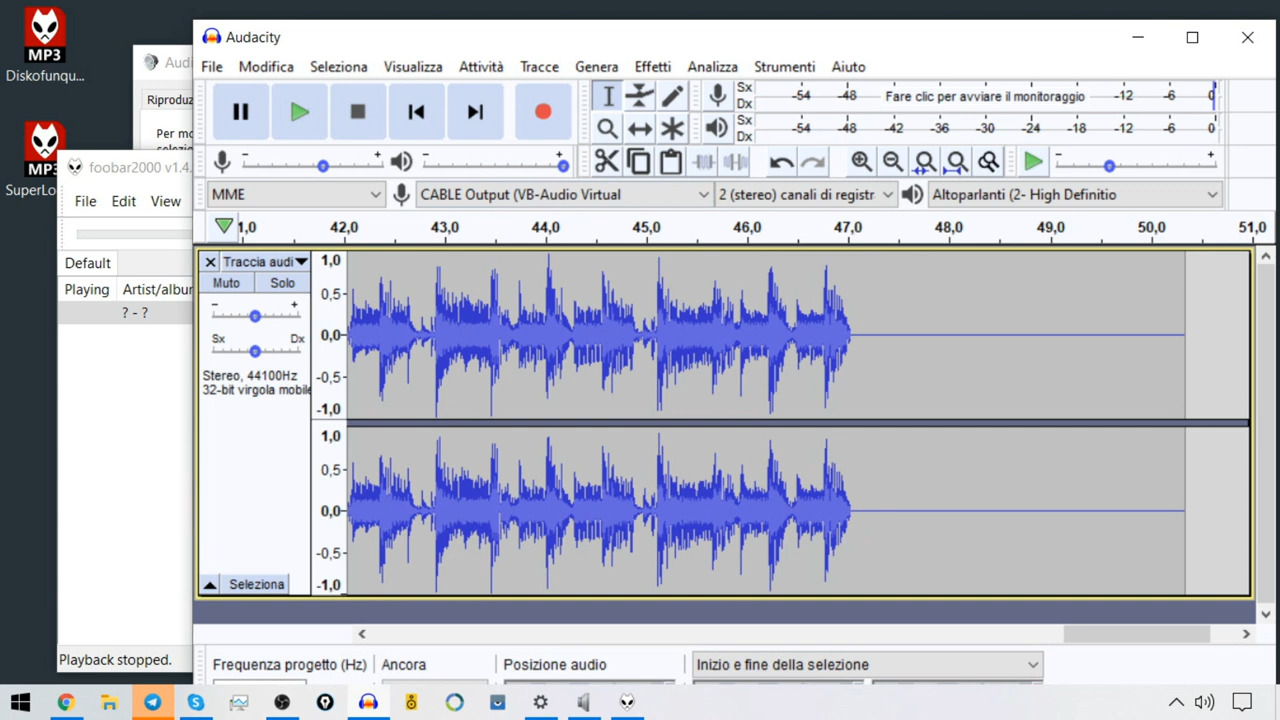 MP3
Diskofunqu...
MP3
SuperLo
Audi
Riproduz
Per mo
selezio
foobar2000 v1.4.
File Edit View
Default
Playing Artist/albur
? - ?
Playback stopped.
Audacity
File Modifica Seleziona Visualizza Attività Tracce Genera Effetti Analizza Strumenti Aiuto
Sx
Dx
-54 -48 Fare clic per avviare il monitoraggio -12 -6 0
Sx
Dx
-54 -48 -42 -36 -30 -24 -18 -12 -6 0
- + - + - +
MME CABLE Output (VB-Audio Virtual 2 (stereo) canali di registr Altoparlanti (2- High Definitio
1,0 42,0 43,0 44,0 45,0 46,0 47,0 48,0 49,0 50,0 51,0
Traccia audi
Muto Solo
- +
Sx Dx
Stereo, 44100Hz
32-bit virgola mobile
Seleziona
1,0
0,5
0,0
-0,5
-1,0
1,0
0,5
0,0
-0,5
-1,0
Frequenza progetto (Hz) Ancora Posizione audio Inizio e fine della selezione